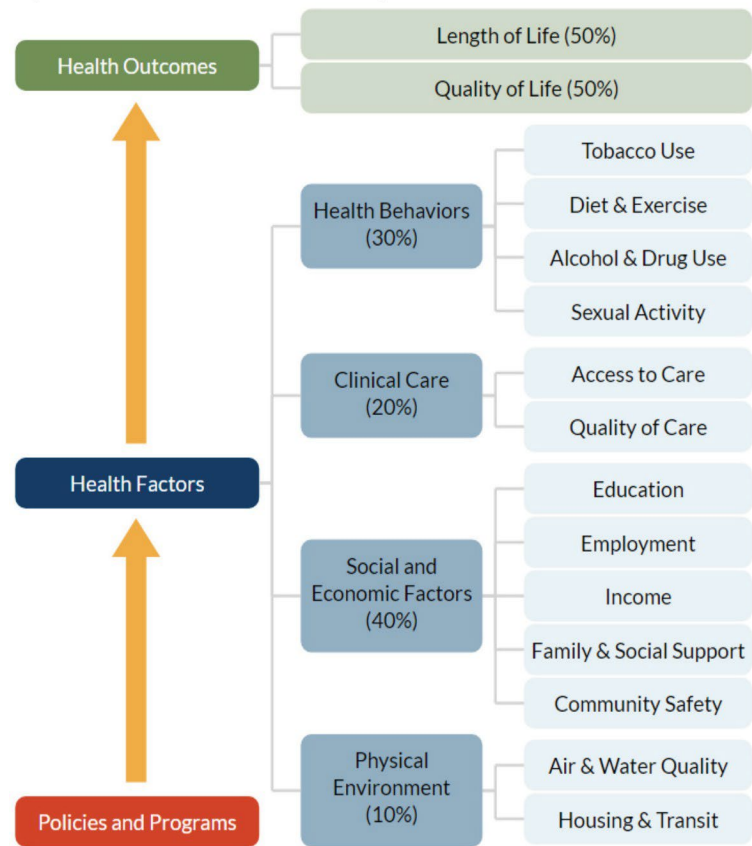 Health Outcomes
Length of Life (50%)
Quality of Life (50%)
Health Factors
Health Behaviors
(30%)
Tobacco Use
Diet & Exercise
Alcohol & Drug Use
Sexual Activity
Clinical Care
(20%)
Access to Care
Quality of Care
Social and
Economic Factors
(40%)
Education
Employment
Income
Family & Social Support
Community Safety
Physical
Environment
(10%)
Air & Water Quality
Housing & Transit
Policies and Programs